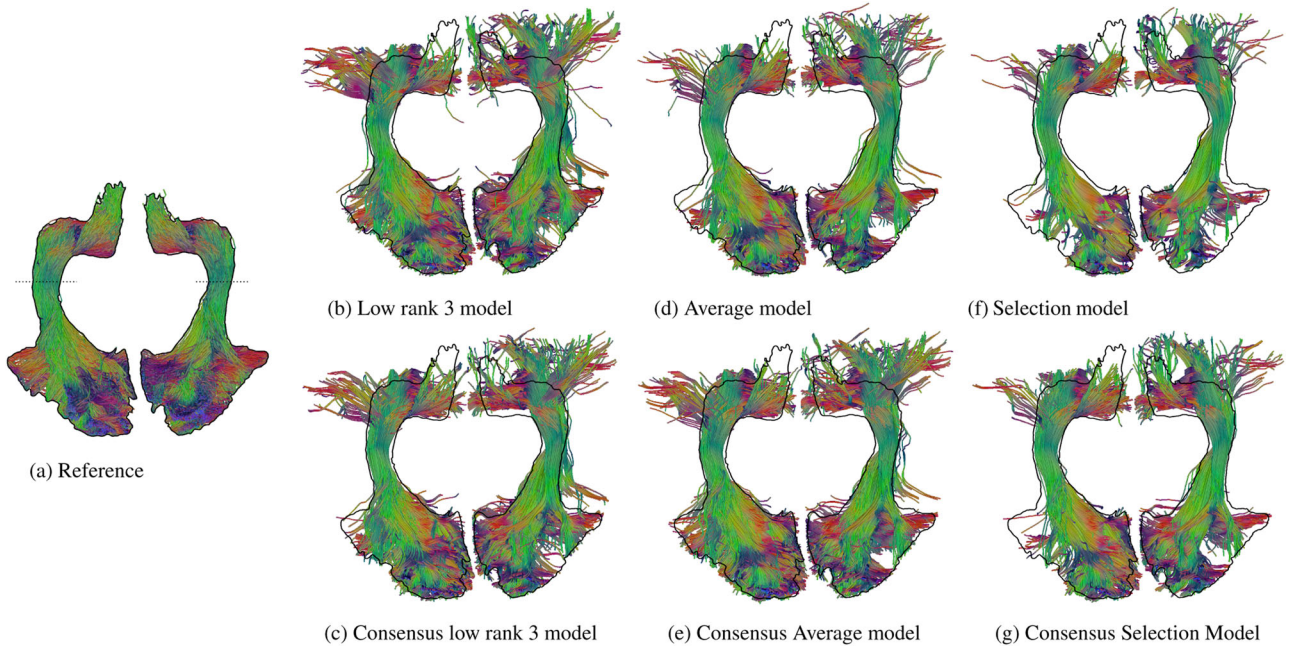 (a) Reference
(b) Low rank 3 model
(d) Average model
(f) Selection model
(c) Consensus low rank 3 model
(e) Consensus Average model
(g) Consensus Selection Model